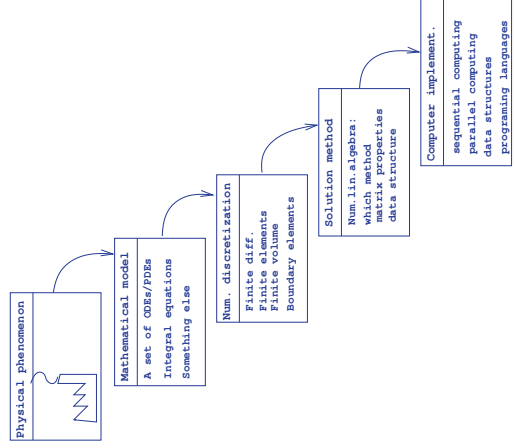 Physical phenomenon
Mathematical model
A set of ODEs/PDEs
Integral equations
Something else
Num. discretization
Finite diff.
Finite elements
Finite volume
Boundary elements
Solution method
Num.lin.algebra:
which method
matrix properties
data structure
Computer implement.
sequential computing
parallel computing
data structures
programing languages